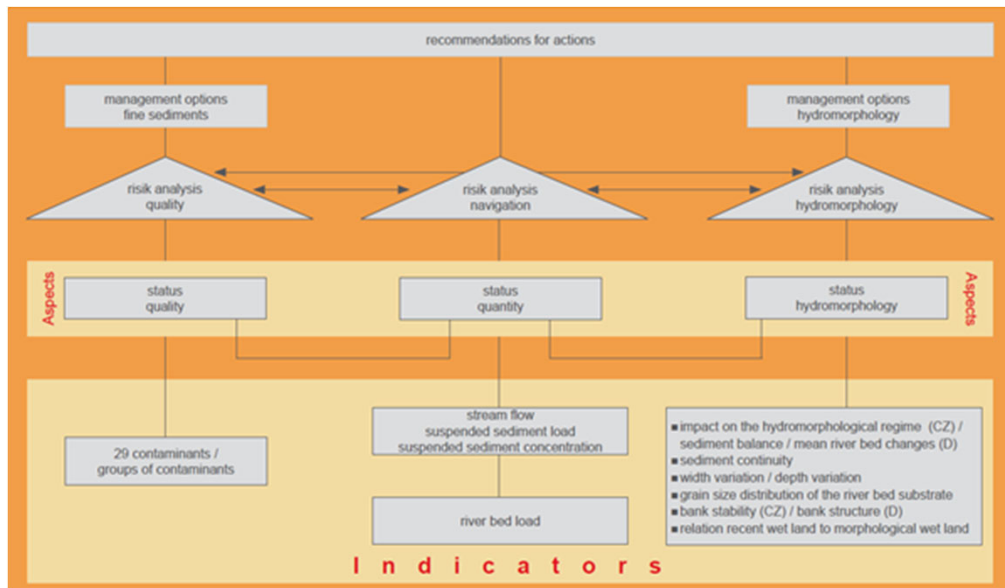 recommendations for actions
management options
fine sediments
management options
hydromorphology
risik analysis
quality
risk analysis
navigation
risk analysis
hydromorphology
Aspects
status
quality
status
quantity
status
hydromorphology
Aspects
29 contaminants /
groups of contaminants
stream flow
suspended sediment load
suspended sediment concentration
river bed load
■ impact on the hydromorphological regime (CZ) /
sediment balance / mean river bed changes (D)
■ sediment continuity
■ width variation / depth variation
■ grain size distribution of the river bed substrate
■ bank stability (CZ) / bank structure (D)
■ relation recent wet land to morphological wet land
Indicators